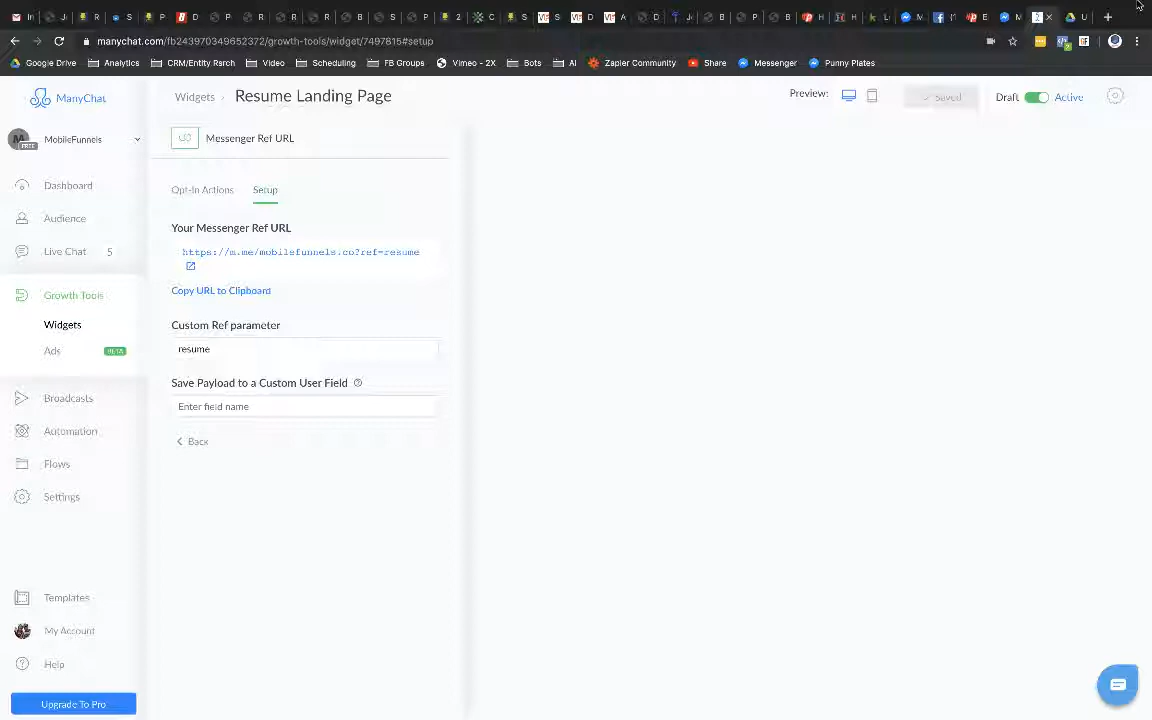 manychat.com/fb243970349652372/growth-tools/widget/7497815#setup
Google Drive Analytics CRM/Entity Rsrch Video Scheduling FB Groups Vimeo - 2X Bots AI Zapier Community Share Messenger Punny Plates
ManyChat
Widgets › Resume Landing Page
Preview:
Saved
Draft Active
MobileFunnels
FREE
Messenger Ref URL
Dashboard
Audience
Live Chat 5
Growth Tools
Widgets
Ads BETA
Broadcasts
Automation
Flows
Settings
Templates
My Account
Help
Upgrade To Pro
Opt-In Actions Setup
Your Messenger Ref URL
https://m.me/mobilefunnels.co?ref=resume
Copy URL to Clipboard
Custom Ref parameter
resume
Save Payload to a Custom User Field
Enter field name
Back